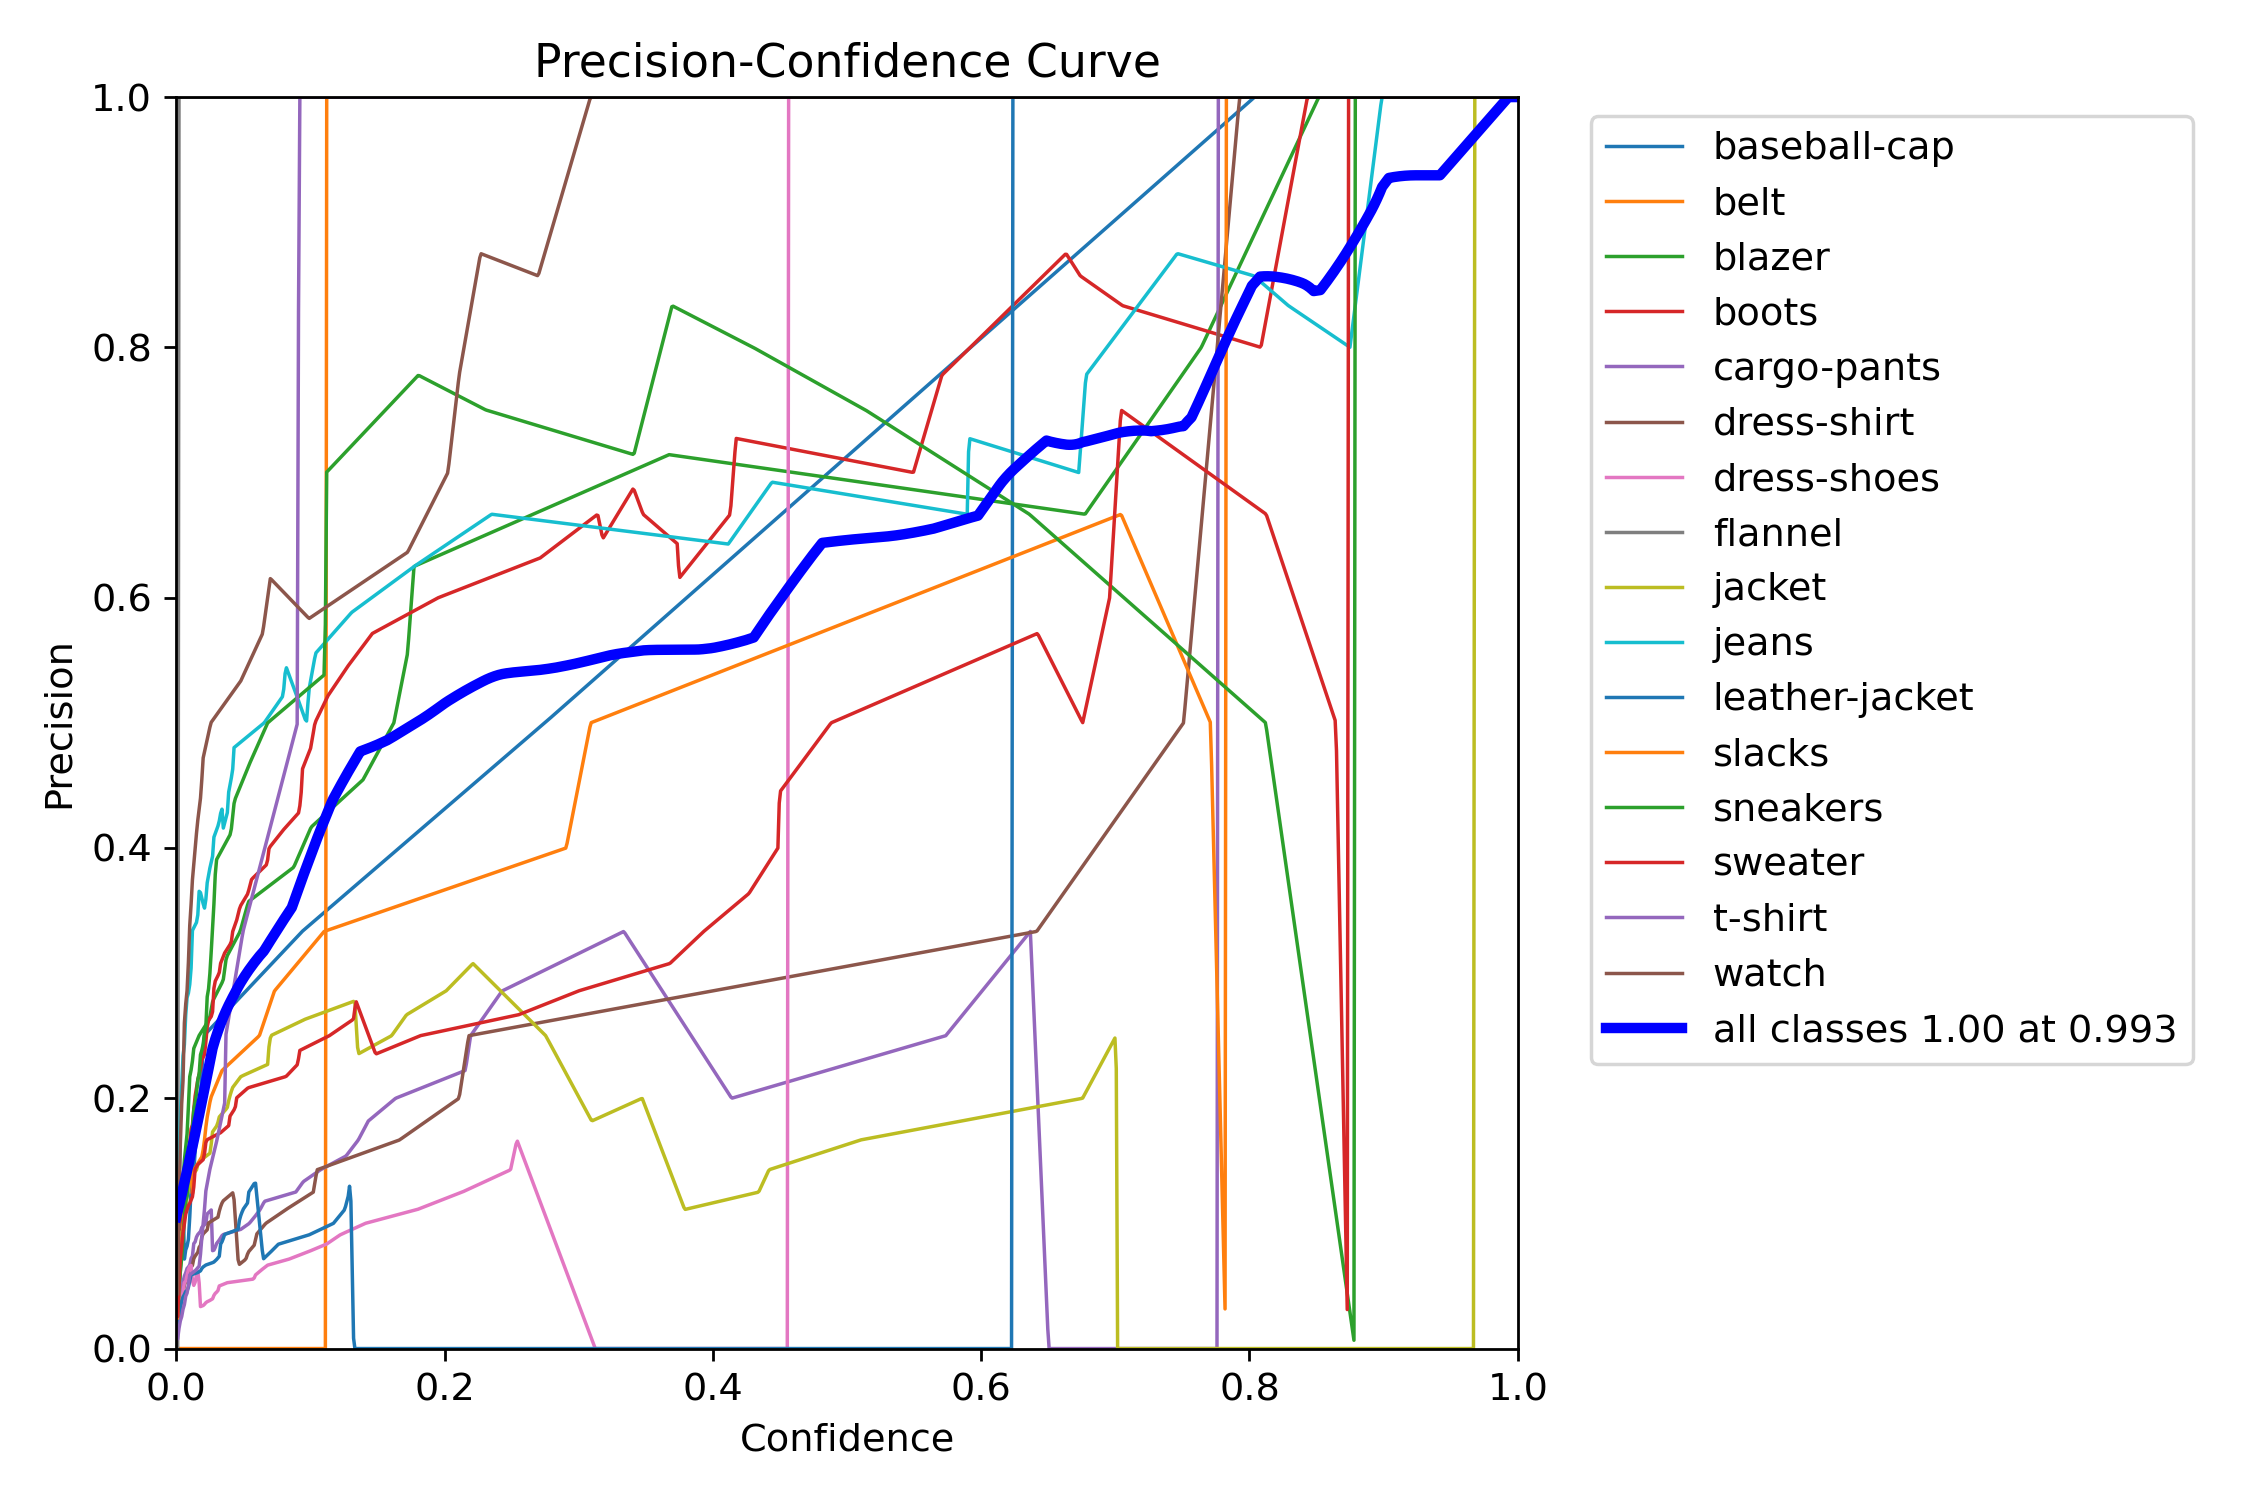 Precision-Confidence Curve
1.0
0.8
0.6
0.4
0.2
0.0
Precision
0.0 0.2 0.4 0.6 0.8 1.0
Confidence
baseball-cap
belt
blazer
boots
cargo-pants
dress-shirt
dress-shoes
flannel
jacket
jeans
leather-jacket
slacks
sneakers
sweater
t-shirt
watch
all classes 1.00 at 0.993